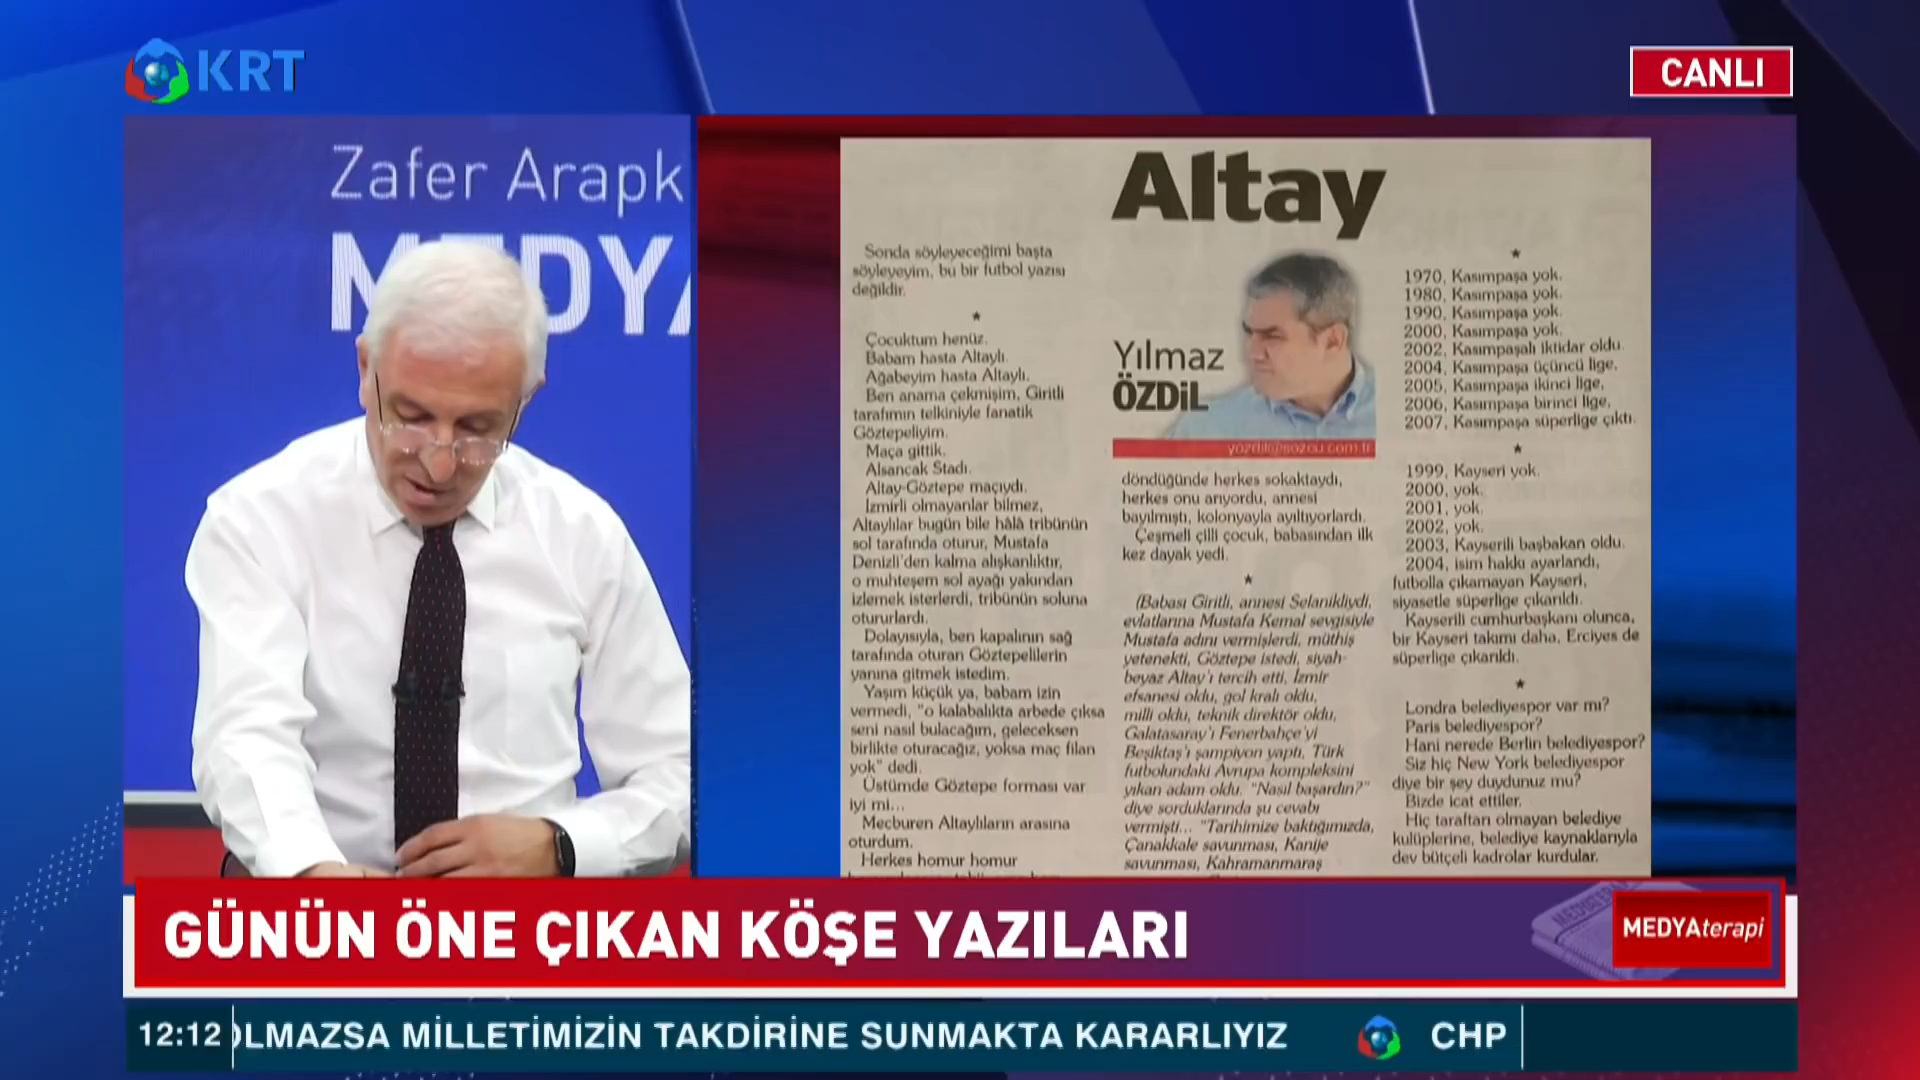 KRT
CANLI
Zafer Arapk
MEDYA
Altay
Sonda söyleyeceğimi başta
söyleyeyim, bu bir futbol yazısı
değildir.
★
Çocuktum henüz.
Babam hasta Altaylı.
Ağabeyim hasta Altaylı.
Ben anama çekmişim, Giritli
tarafımın telkiniyle fanatik
Göztepeliyim.
Maça gittik.
Alsancak Stadı.
Altay-Göztepe maçıydı.
İzmirli olmayanlar bilmez,
Altaylılar bugün bile hâlâ tribünün
sol tarafında oturur, Mustafa
Denizli'den kalma alışkanlıktır,
o muhteşem sol ayağı yakından
izlemek isterlerdi, tribünün soluna
otururlardı.
Dolayısıyla, ben kapalının sağ
tarafında oturan Göztepelilerin
yanına gitmek istedim.
Yaşım küçük ya, babam izin
vermedi, "o kalabalıkta arbede çıksa
seni nasıl bulacağım, geleceksen
birlikte oturacağız, yoksa maç filan
yok" dedi.
Üstümde Göztepe forması var
iyi mi...
Mecburen Altaylıların arasına
oturdum.
Herkes homur homur
Yılmaz
ÖZDİL
yozdil@sozcu.com.tr
döndüğünde herkes sokaktaydı,
herkes onu arıyordu, annesi
bayılmıştı, kolonyayla ayıltıyorlardı.
Çeşmeli çilli çocuk, babasından ilk
kez dayak yedi.
★
(Babası Giritli, annesi Selanikliydi,
evlatlarına Mustafa Kemal sevgisiyle
Mustafa adını vermişlerdi, müthiş
yetenekti, Göztepe istedi, siyah-
beyaz Altay'ı tercih etti, İzmir
efsanesi oldu, gol kralı oldu,
milli oldu, teknik direktör oldu,
Galatasaray'ı Fenerbahçe'yi
Beşiktaş'ı şampiyon yaptı, Türk
futbolundaki Avrupa kompleksini
yıkan adam oldu. "Nasıl başardın?"
diye sorduklarında şu cevabı
vermişti... "Tarihimize baktığımızda,
Çanakkale savunması, Kanije
savunması, Kahramanmaraş
★
1970, Kasımpaşa yok.
1980, Kasımpaşa yok.
1990, Kasımpaşa yok.
2000, Kasımpaşa yok.
2002, Kasımpaşalı iktidar oldu.
2004, Kasımpaşa üçüncü lige,
2005, Kasımpaşa ikinci lige,
2006, Kasımpaşa birinci lige,
2007, Kasımpaşa süperlige çıktı.
★
1999, Kayseri yok.
2000, yok.
2001, yok.
2002, yok.
2003, Kayserili başbakan oldu.
2004, isim hakkı ayarlandı,
futbolla çıkamayan Kayseri,
siyasetle süperlige çıkarıldı.
Kayserili cumhurbaşkanı olunca,
bir Kayseri takımı daha, Erciyes de
süperlige çıkarıldı.
★
Londra belediyespor var mı?
Paris belediyespor?
Hani nerede Berlin belediyespor?
Siz hiç New York belediyespor
diye bir şey duydunuz mu?
Bizde icat ettiler.
Hiç taraftarı olmayan belediye
kulüplerine, belediye kaynaklarıyla
dev bütçeli kadrolar kurdular.
GÜNÜN ÖNE ÇIKAN KÖŞE YAZILARI
MEDYAterapi
12:12
OLMAZSA MİLLETİMİZİN TAKDİRİNE SUNMAKTA KARARLIYIZ
CHP